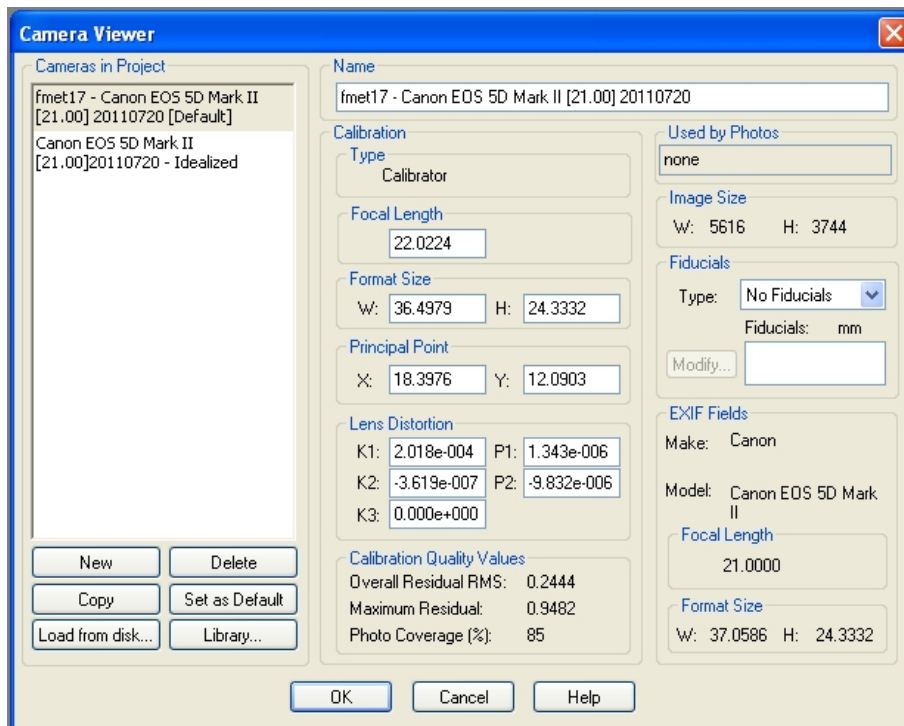 Camera Viewer
Cameras in Project
fmet17 - Canon EOS 5D Mark II
[21.00] 20110720 [Default]
Canon EOS 5D Mark II
[21.00]20110720 - Idealized
New
Delete
Copy
Set as Default
Load from disk...
Library...
Name
fmet17 - Canon EOS 5D Mark II [21.00] 20110720
Calibration
Type
Calibrator
Focal Length
22.0224
Format Size
W: 36.4979 H: 24.3332
Principal Point
X: 18.3976 Y: 12.0903
Lens Distortion
K1: 2.018e-004 P1: 1.343e-006
K2: -3.619e-007 P2: -9.832e-006
K3: 0.000e+000
Calibration Quality Values
Overall Residual RMS: 0.2444
Maximum Residual: 0.9482
Photo Coverage (%): 85
Used by Photos
none
Image Size
W: 5616 H: 3744
Fiducials
Type: No Fiducials
Fiducials: mm
Modify...
EXIF Fields
Make: Canon
Model: Canon EOS 5D Mark
II
Focal Length
21.0000
Format Size
W: 37.0586 H: 24.3332
OK
Cancel
Help